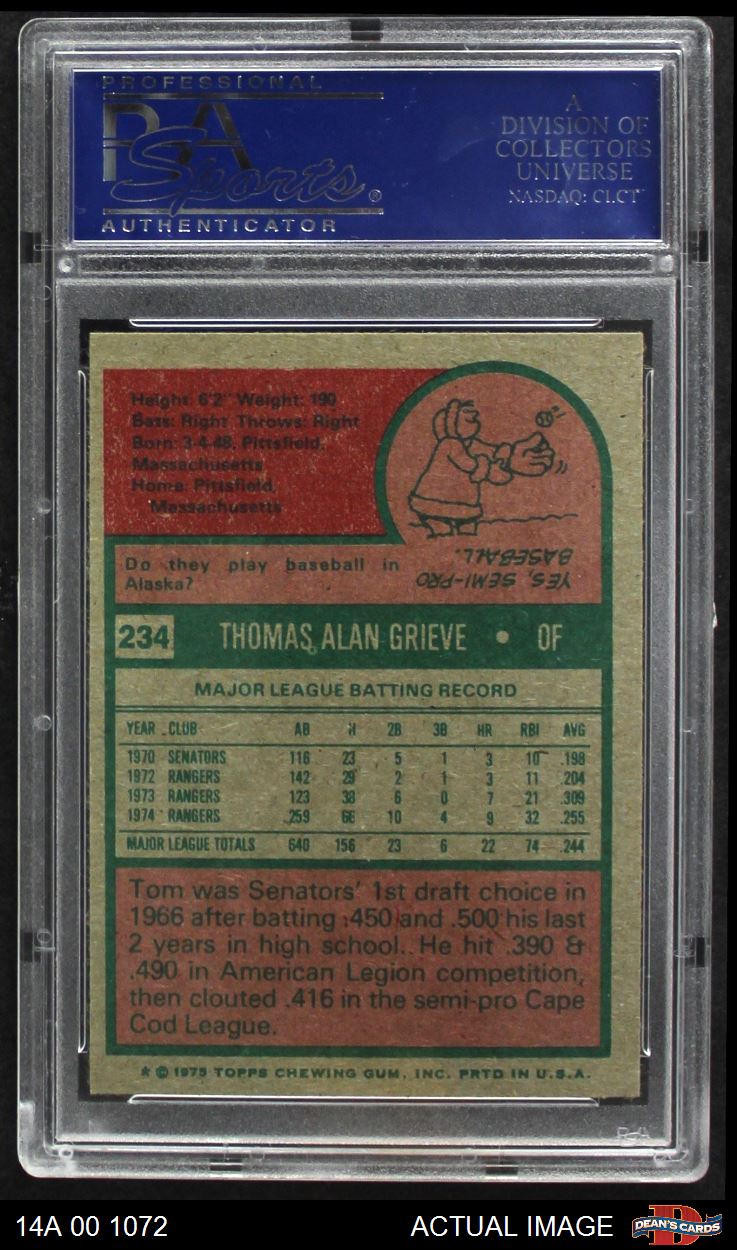 PROFESSIONAL
PSA
Sports®
AUTHENTICATOR
A
DIVISION OF
COLLECTORS
UNIVERSE
NASDAQ: CLCT
Height: 6'2" Weight: 190
Bats: Right Throws: Right
Born: 3-4-48, Pittsfield,
Massachusetts
Home: Pittsfield,
Massachusetts
Do they play baseball in
Alaska?
YES, SEMI-PRO
BASEBALL.
234 THOMAS ALAN GRIEVE • OF
MAJOR LEAGUE BATTING RECORD
YEAR CLUB AB H 2B 3B HR RBI AVG
1970 SENATORS 116 23 5 1 3 10 .198
1972 RANGERS 142 29 2 1 3 11 .204
1973 RANGERS 123 38 6 0 7 21 .309
1974 RANGERS 259 66 10 4 9 32 .255
MAJOR LEAGUE TOTALS 640 156 23 6 22 74 .244
Tom was Senators' 1st draft choice in
1966 after batting .450 and .500 his last
2 years in high school. He hit .390 &
.490 in American Legion competition,
then clouted .416 in the semi-pro Cape
Cod League.
* © 1975 TOPPS CHEWING GUM, INC. PRTD IN U.S.A.
PSA
14A 00 1072
ACTUAL IMAGE
DEAN'S CARDS